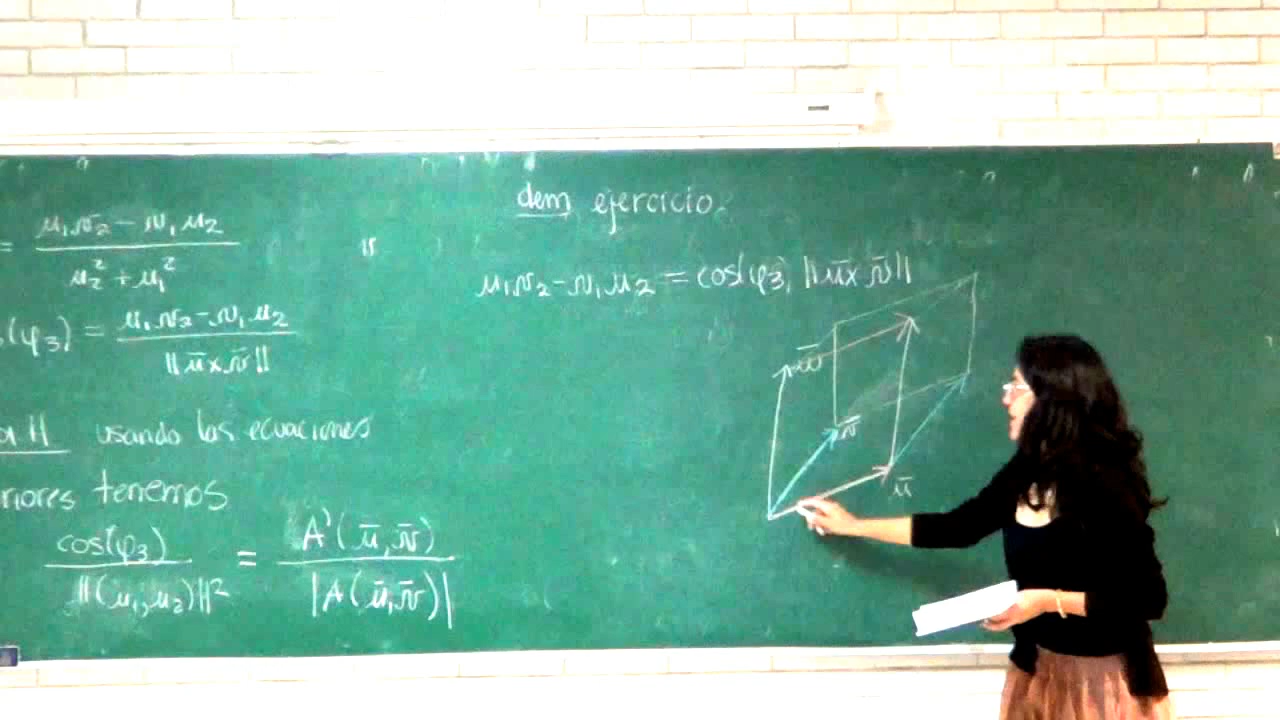 = u₁v₂ - v₁u₂ / u₂² + u₁²
(φ₃) = u₁v₂ - v₁u₂ / ||ū x v̄||
usando las ecuaciones
riores tenemos
cos(φ₃) / ||(u₁,u₂)||² = A'(ū,v̄) / |A(ū,v̄)|
dem ejercicio.
u₁v₂ - v₁u₂ = cos(φ₃) ||ū x v̄||
w̄
v̄
ū